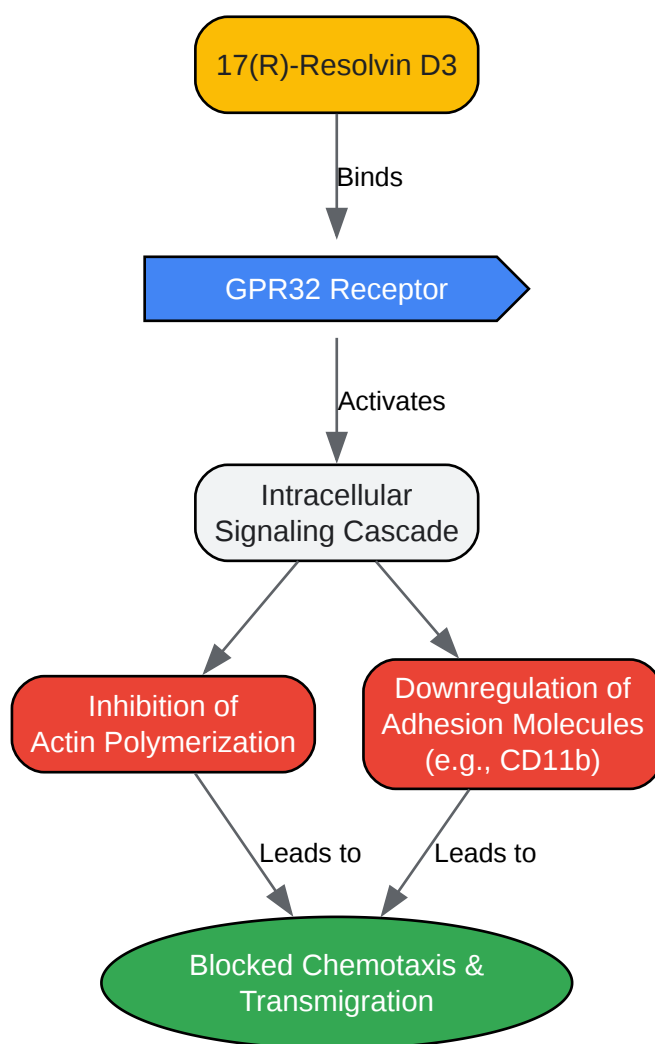 17(R)-Resolvin D3
Binds
GPR32 Receptor
Activates
Intracellular
Signaling Cascade
Inhibition of
Actin Polymerization
Downregulation of
Adhesion Molecules
(e.g., CD11b)
Leads to
Leads to
Blocked Chemotaxis &
Transmigration